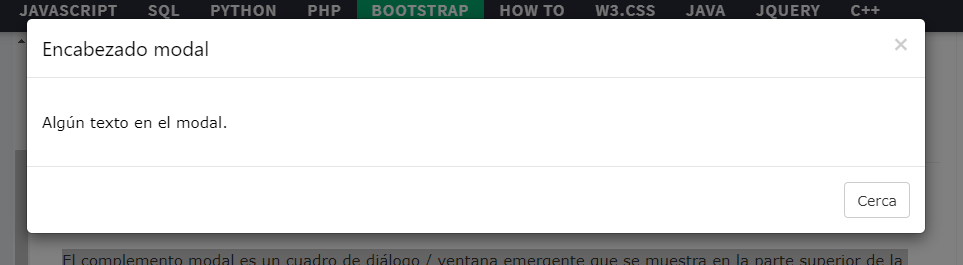 JAVASCRIPT SQL PYTHON PHP BOOTSTRAP HOW TO W3.CSS JAVA JQUERY C++
Encabezado modal ×
Algún texto en el modal.
Cerca
El complemento modal es un cuadro de diálogo / ventana emergente que se muestra en la parte superior de la